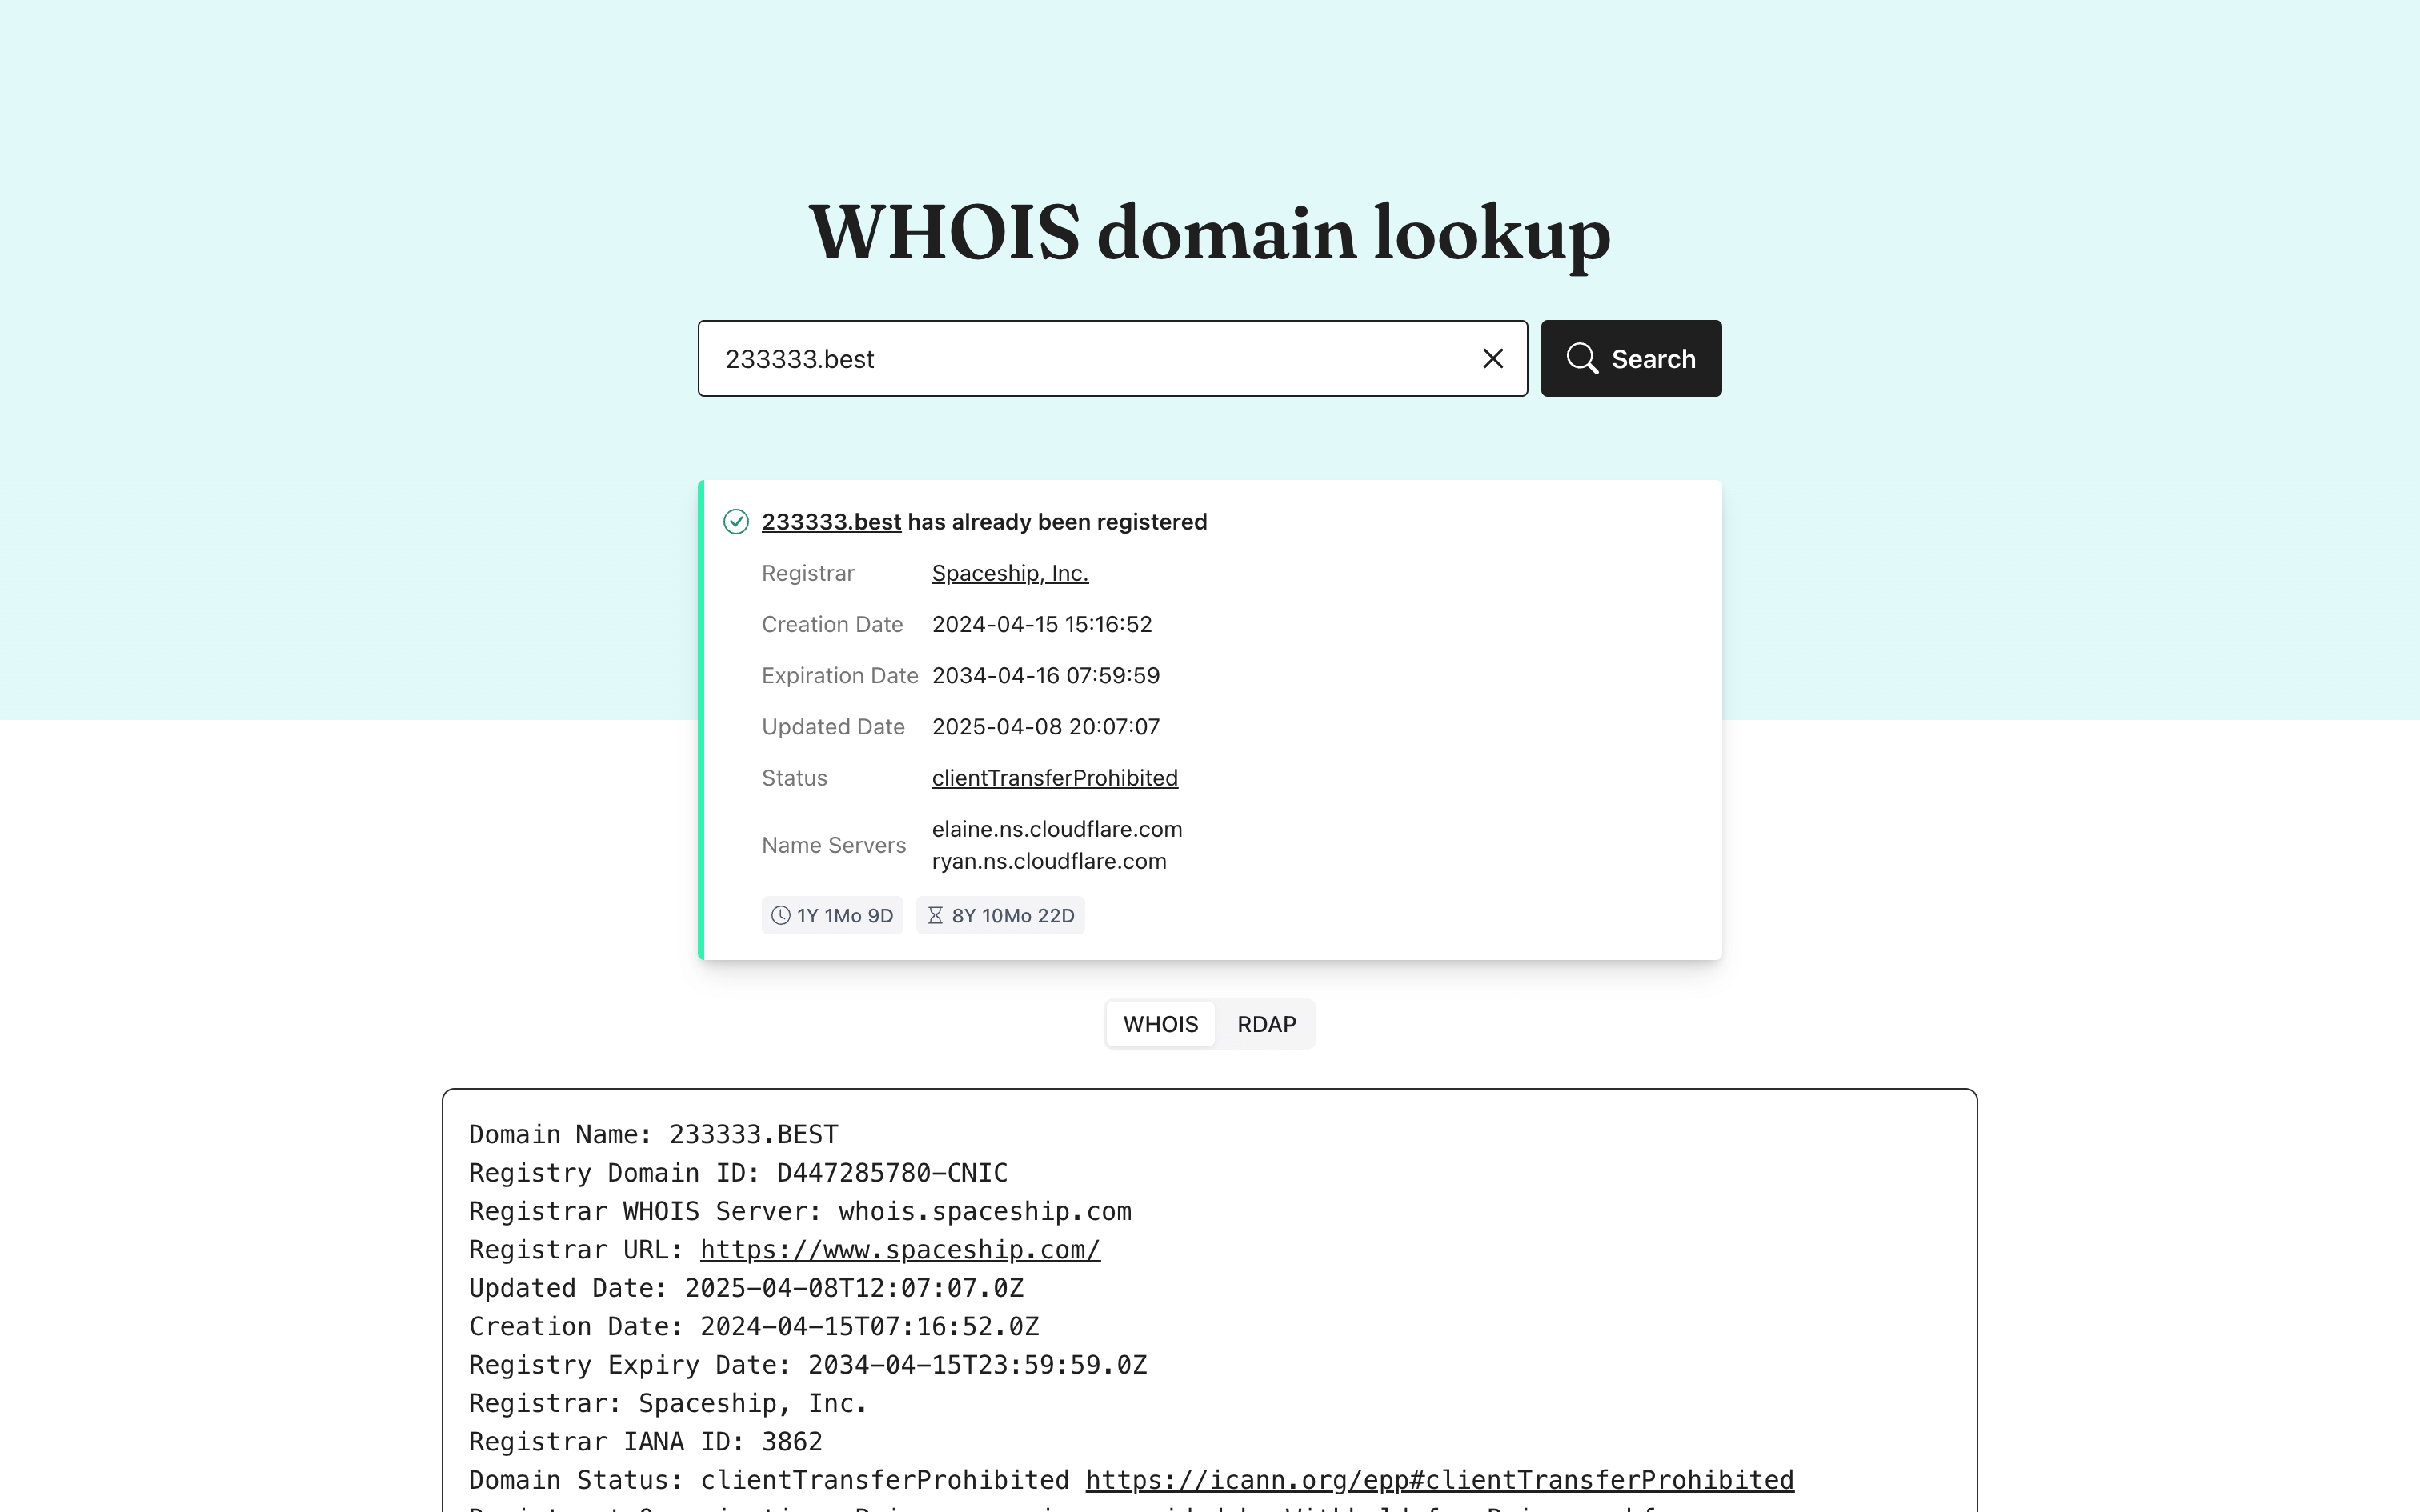 WHOIS domain lookup
233333.best
Search
233333.best has already been registered
Registrar Spaceship, Inc.
Creation Date 2024-04-15 15:16:52
Expiration Date 2034-04-16 07:59:59
Updated Date 2025-04-08 20:07:07
Status clientTransferProhibited
Name Servers elaine.ns.cloudflare.com
ryan.ns.cloudflare.com
1Y 1Mo 9D 8Y 10Mo 22D
WHOIS RDAP
Domain Name: 233333.BEST
Registry Domain ID: D447285780-CNIC
Registrar WHOIS Server: whois.spaceship.com
Registrar URL: https://www.spaceship.com/
Updated Date: 2025-04-08T12:07:07.0Z
Creation Date: 2024-04-15T07:16:52.0Z
Registry Expiry Date: 2034-04-15T23:59:59.0Z
Registrar: Spaceship, Inc.
Registrar IANA ID: 3862
Domain Status: clientTransferProhibited https://icann.org/epp#clientTransferProhibited